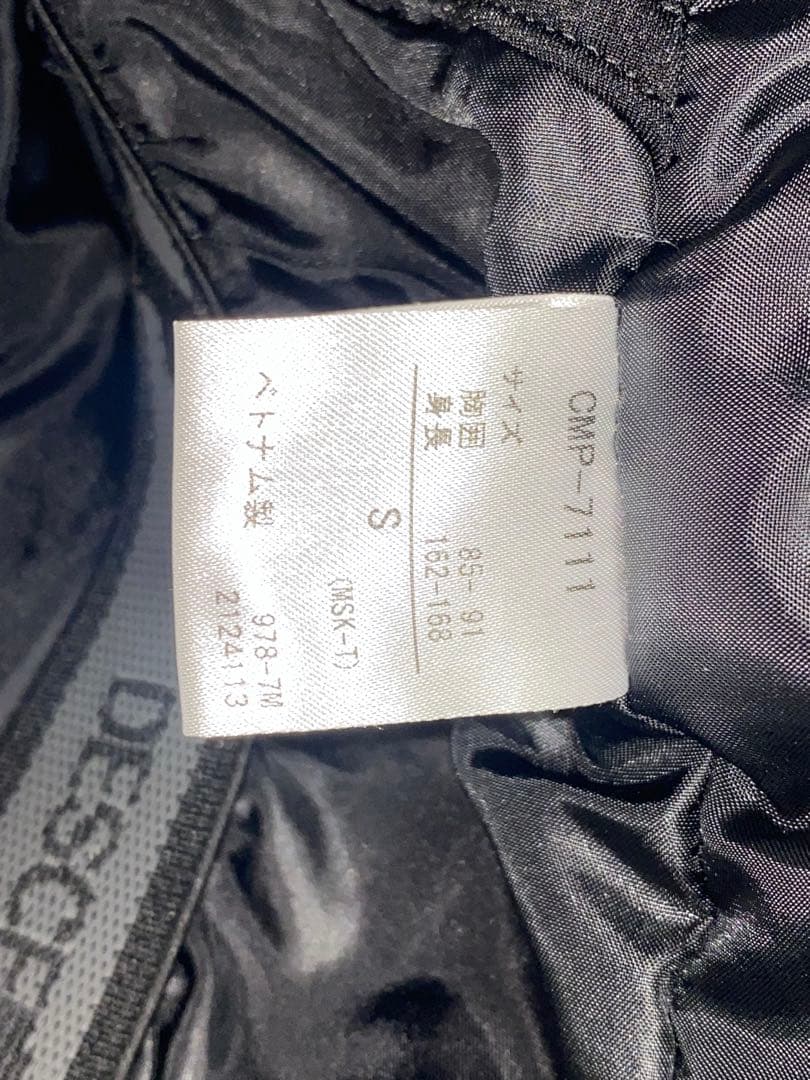 CMP-7111
サイズ
胸囲 85- 91
身長 162-168
S
(MSK-T)
ベトナム製 978-7M
2124113
DESCE